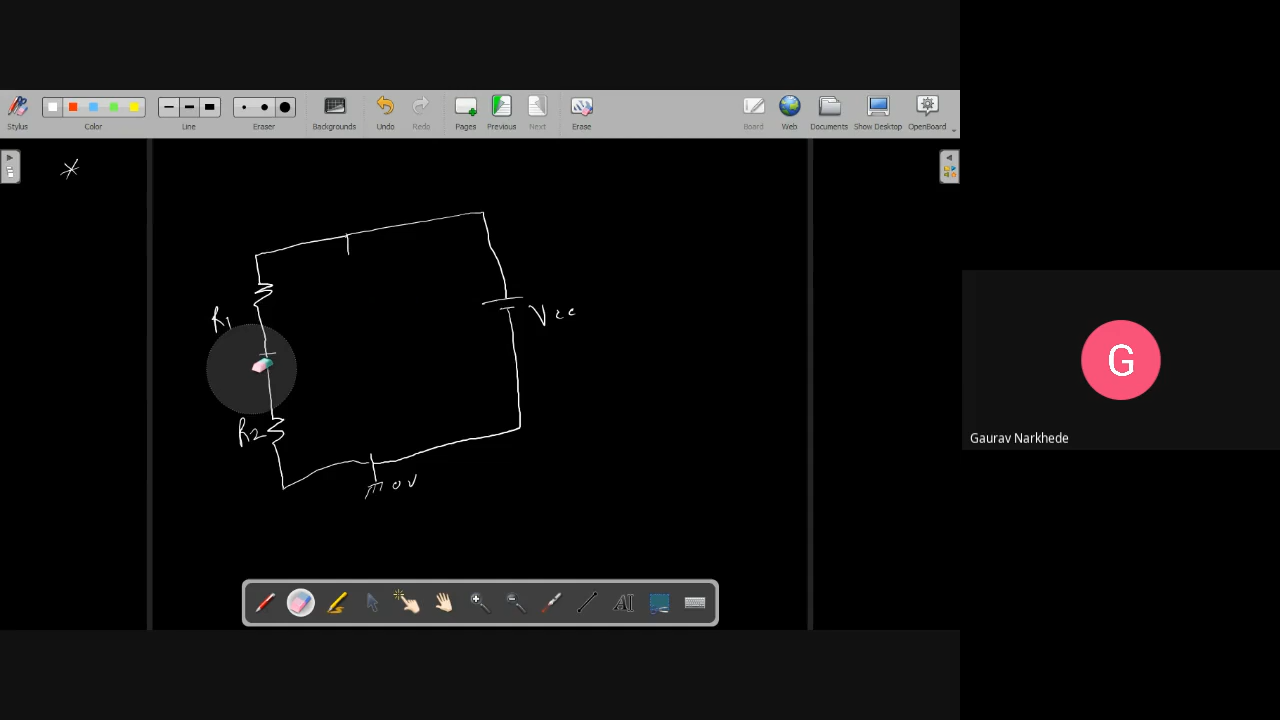 Stylus Color Line Eraser Backgrounds Undo Redo Pages Previous Next Erase Board Web Documents Show Desktop OpenBoard
*
R1
Vcc
R2
0V
AI
G
Gaurav Narkhede